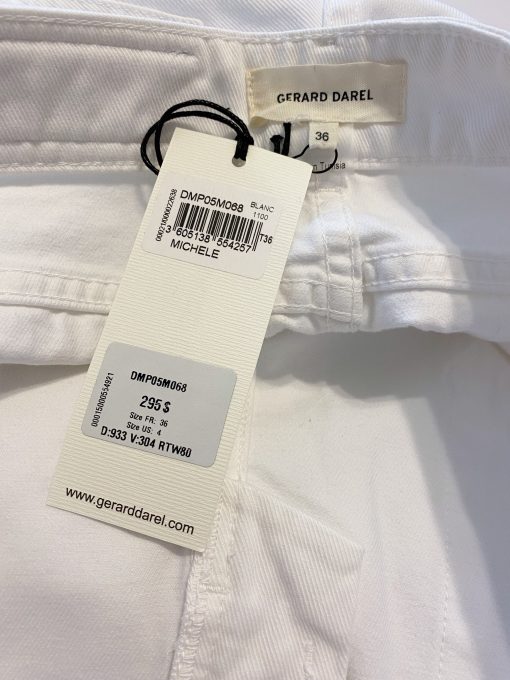 GERARD DAREL
36
n Tunisia
DMP05M068
BLANC
1100
000210000022638
3 605138 554257
T36
MICHELE
DMP05M068
295$
Size FR: 36
Size US: 4
D:933 V:304 RTW80
00015000554921
www.gerarddarel.com